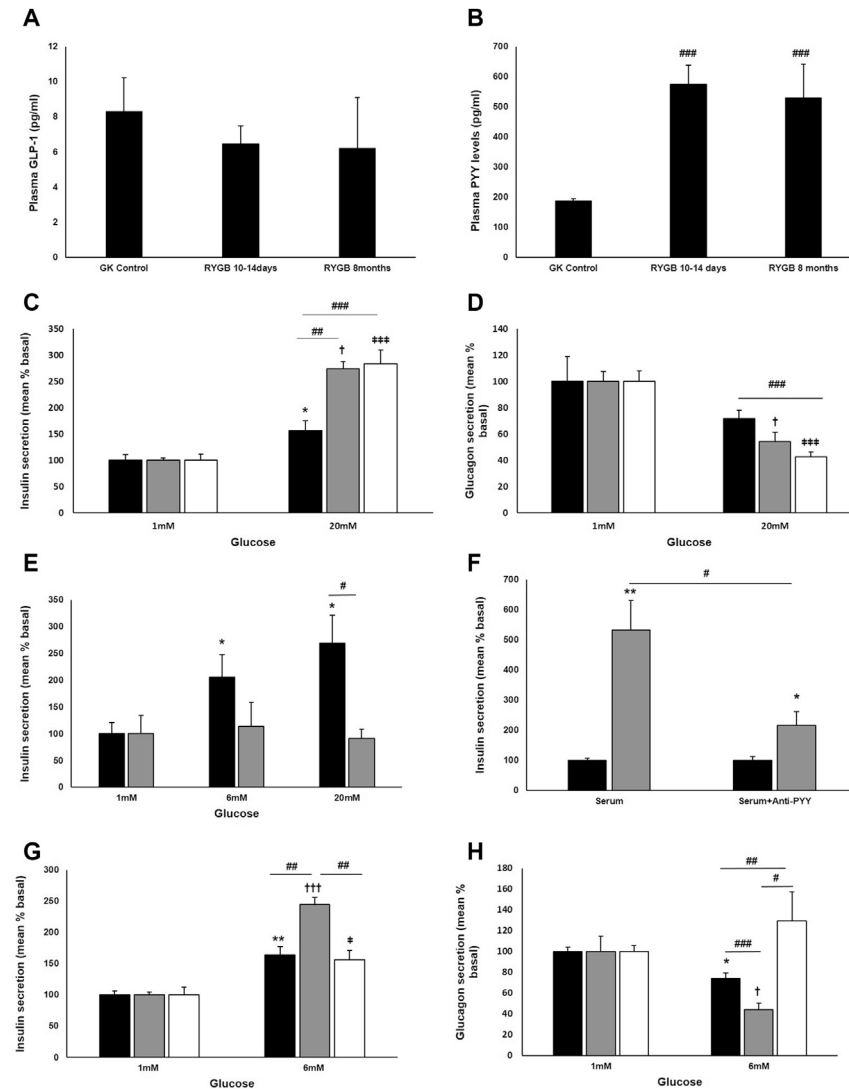 A
Plasma GLP-1 (pg/ml)
12
10
8
6
4
2
0
GK Control
RYGB 10-14days
RYGB 8months
B
Plasma PYY levels (pg/ml)
700
600
500
400
300
200
100
0
###
###
GK Control
RYGB 10-14 days
RYGB 8 months
C
Insulin secretion (mean % basal)
350
300
250
200
150
100
50
0
###
##
*
†
‡‡‡
1mM
20mM
Glucose
D
Glucagon secretion (mean %
basal)
140
120
100
80
60
40
20
0
###
†
‡‡‡
1mM
20mM
Glucose
E
Insulin secretion (mean % basal)
350
300
250
200
150
100
50
0
*
#
*
1mM
6mM
20mM
Glucose
F
Insulin secretion (mean % basal)
700
600
500
400
300
200
100
0
#
**
*
Serum
Serum+Anti-PYY
G
Insulin secretion (mean % basal)
300
250
200
150
100
50
0
##
##
**
†††
‡
1mM
6mM
Glucose
H
Glucagon secretion (mean %
basal)
180
160
140
120
100
80
60
40
20
0
##
#
###
*
†
1mM
6mM
Glucose